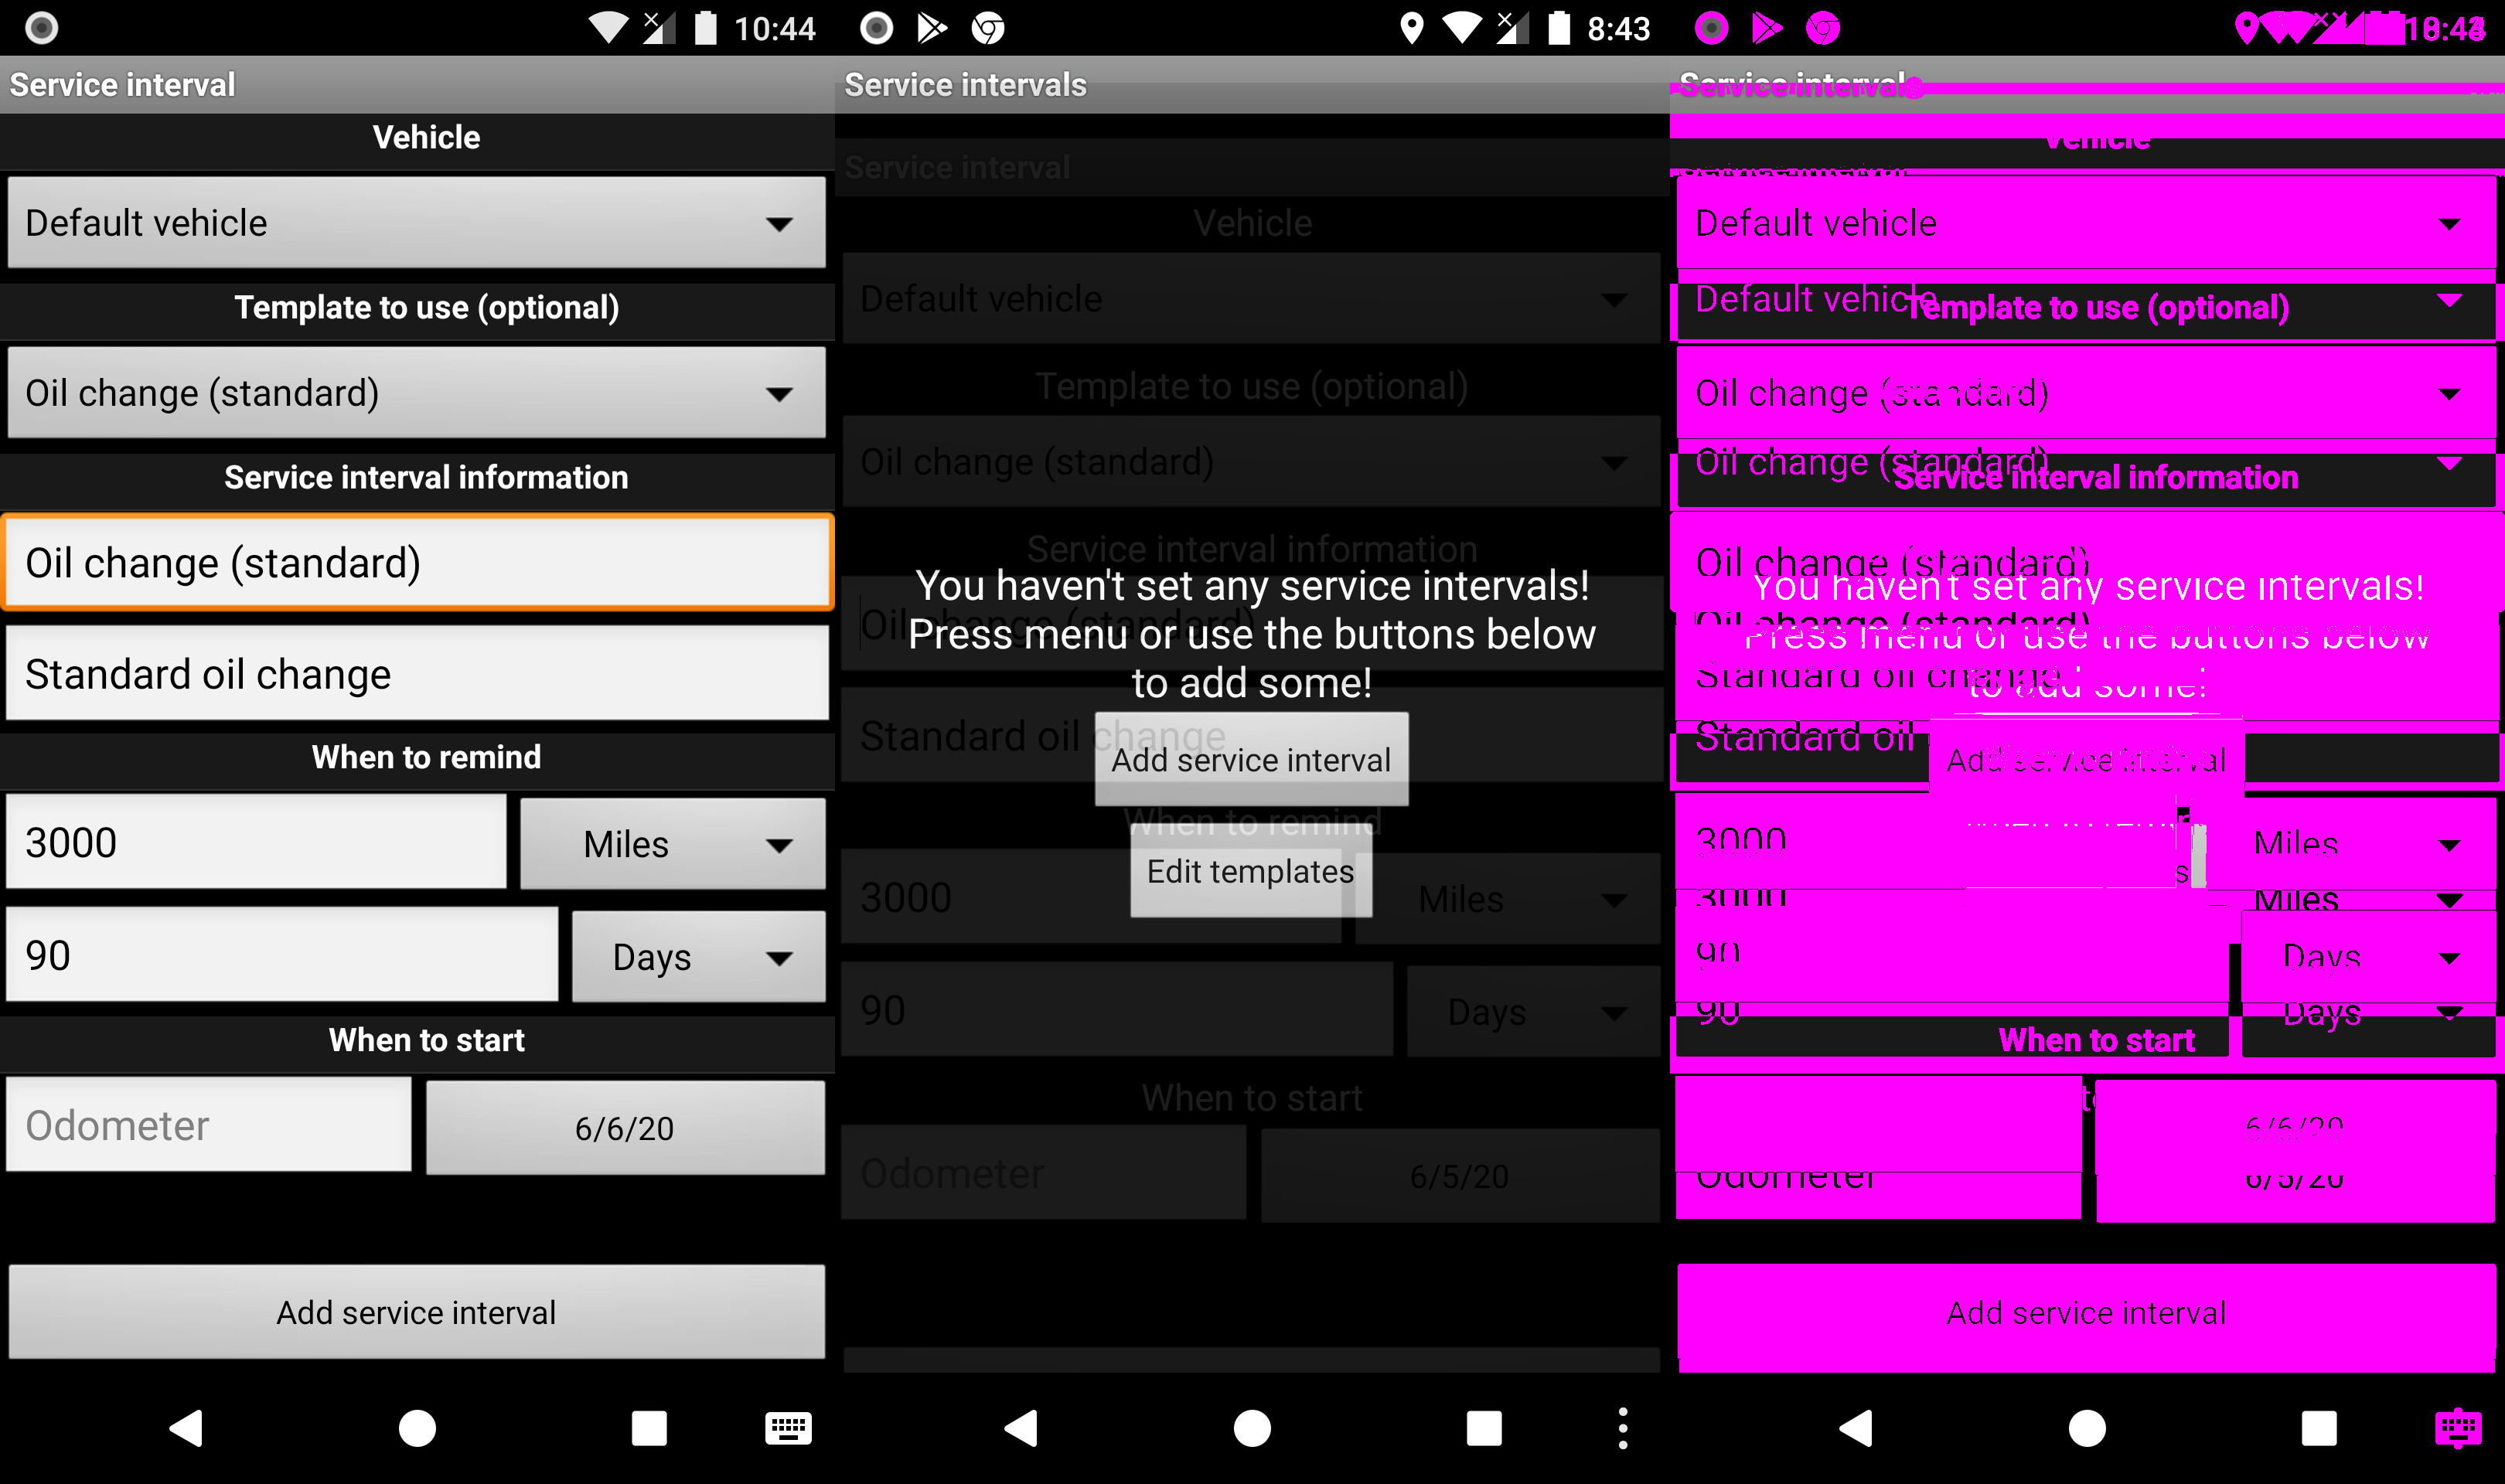 10:44
Service interval
Vehicle
Default vehicle
Template to use (optional)
Oil change (standard)
Service interval information
Oil change (standard)
Standard oil change
When to remind
3000
Miles
90
Days
When to start
Odometer
6/6/20
Add service interval
8:43
Service intervals
Service interval
Vehicle
Default vehicle
Template to use (optional)
Oil change (standard)
Service interval information
You haven't set any service intervals!
Oil change (standard)
Press menu or use the buttons below
to add some!
Standard oil change
Add service interval
When to remind
Edit templates
3000
Miles
90
Days
When to start
Odometer
6/5/20
Service intervals
Vehicle
Default vehicle
Default vehicle
Template to use (optional)
Oil change (standard)
Oil change (standard)
Service interval information
Oil change (standard)
You haven't set any service intervals!
Oil change (standard)
Press menu or use the buttons below
Standard oil change
to add some!
Standard oil
Add service interval
3000
Miles
3000
Miles
90
Days
90
Days
When to start
6/6/20
Odometer
6/5/20
Add service interval